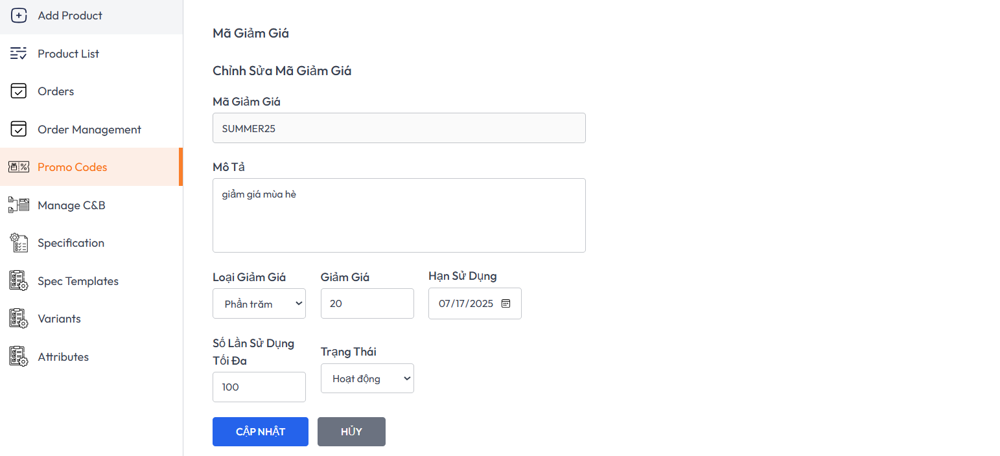 Add Product
Product List
Orders
Order Management
Promo Codes
Manage C&B
Specification
Spec Templates
Variants
Attributes
Mã Giảm Giá
Chỉnh Sửa Mã Giảm Giá
Mã Giảm Giá
SUMMER25
Mô Tả
giảm giá mùa hè
Loại Giảm Giá
Phần trăm
Giảm Giá
20
Hạn Sử Dụng
07/17/2025
Số Lần Sử Dụng
Tối Đa
100
Trạng Thái
Hoạt động
CẬP NHẬT
HỦY